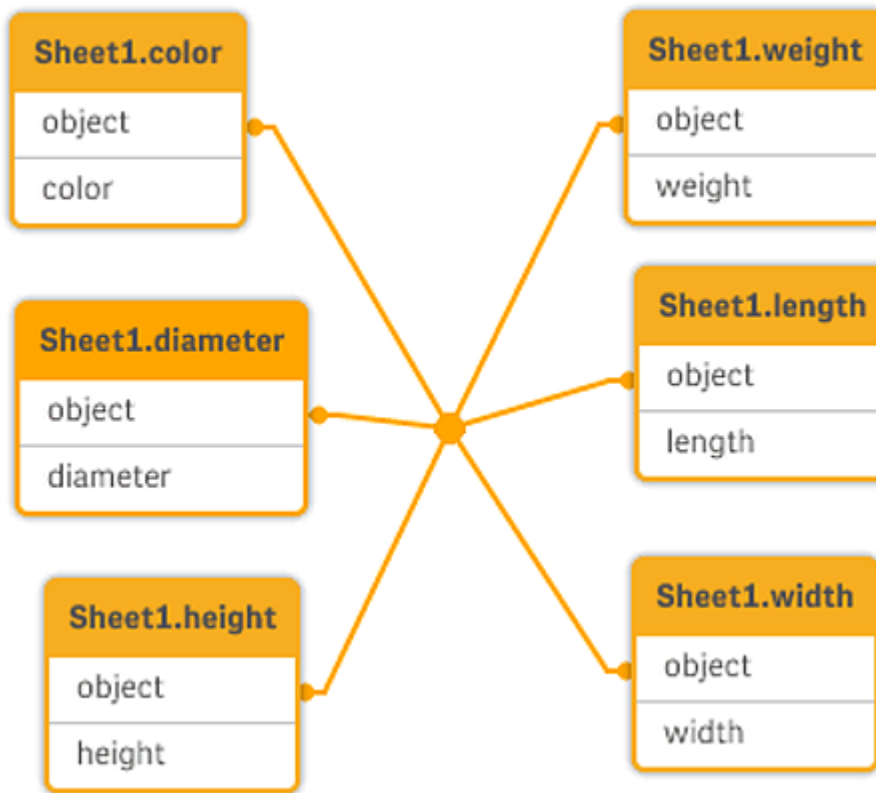 Sheet1.color
object
color
Sheet1.weight
object
weight
Sheet1.diameter
object
diameter
Sheet1.length
object
length
Sheet1.height
object
height
Sheet1.width
object
width